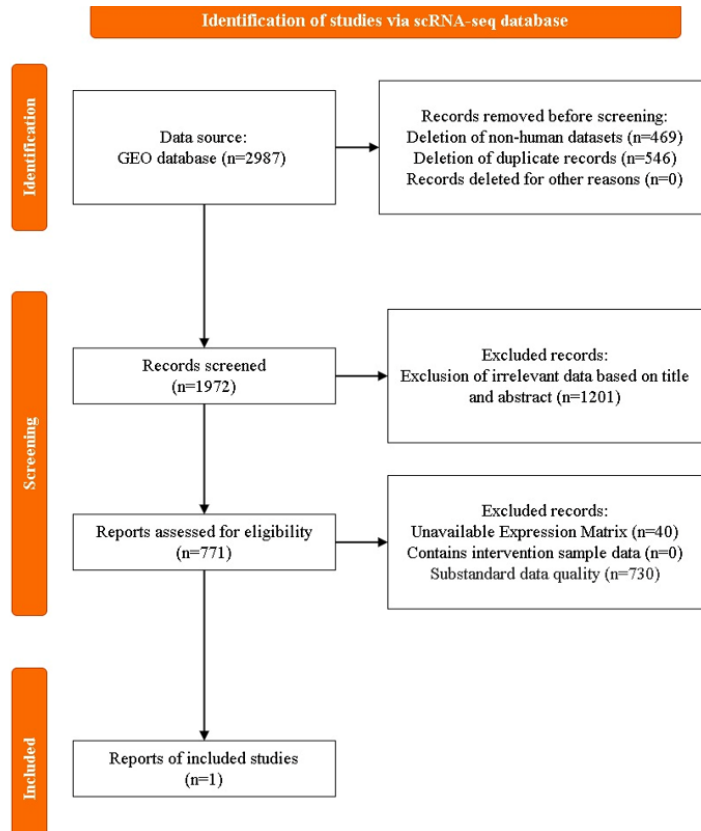 Identification of studies via scRNA-seq database
Identification
Data source:
GEO database (n=2987)
Records removed before screening:
Deletion of non-human datasets (n=469)
Deletion of duplicate records (n=546)
Records deleted for other reasons (n=0)
Screening
Records screened
(n=1972)
Excluded records:
Exclusion of irrelevant data based on title
and abstract (n=1201)
Reports assessed for eligibility
(n=771)
Excluded records:
Unavailable Expression Matrix (n=40)
Contains intervention sample data (n=0)
Substandard data quality (n=730)
Included
Reports of included studies
(n=1)